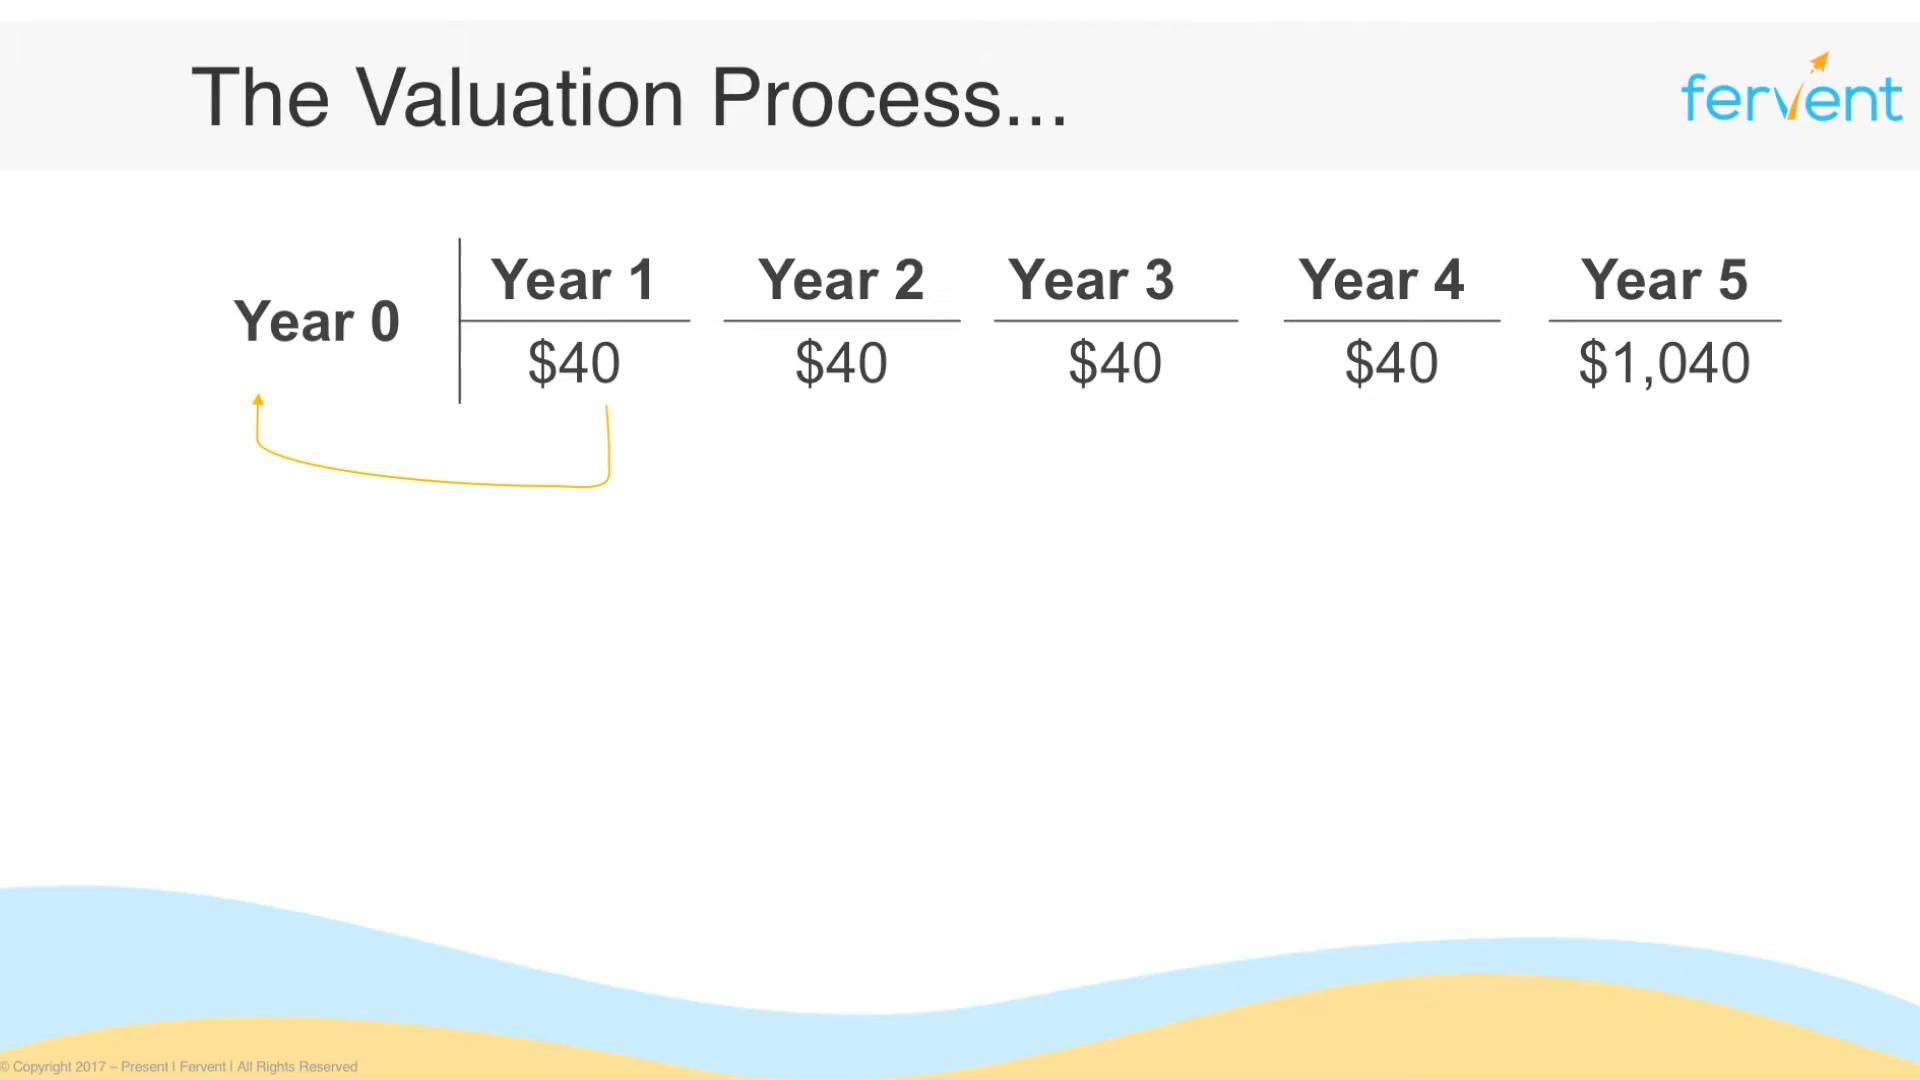 The Valuation Process...
fervent
Year 0
Year 1 Year 2 Year 3 Year 4 Year 5
$40 $40 $40 $40 $1,040
© Copyright 2017 – Present | Fervent | All Rights Reserved